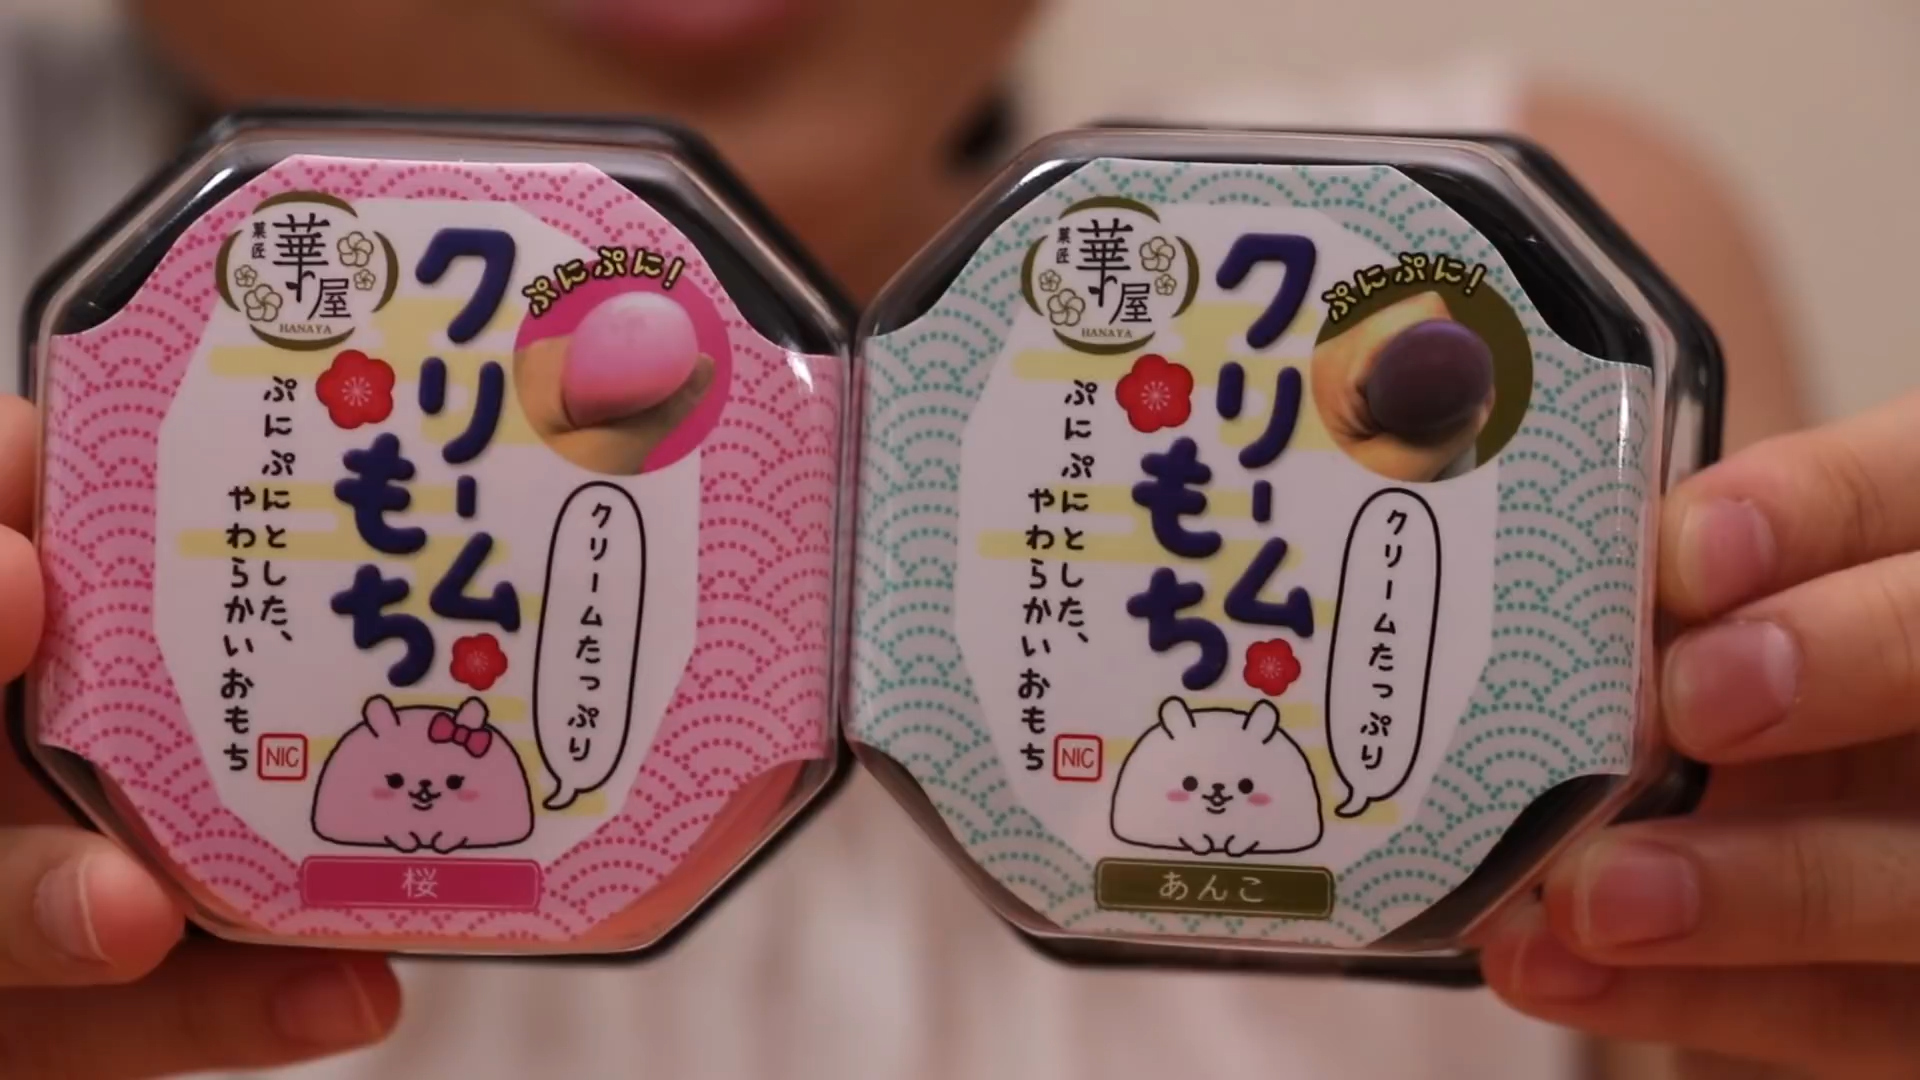 菓匠
華屋
HANAYA
クリーム
もち
ぷにぷに!
ぷにぷにとした、
やわらかいおもち
NIC
クリームたっぷり
桜
菓匠
華屋
HANAYA
クリーム
もち
ぷにぷに!
ぷにぷにとした、
やわらかいおもち
NIC
クリームたっぷり
あんこ